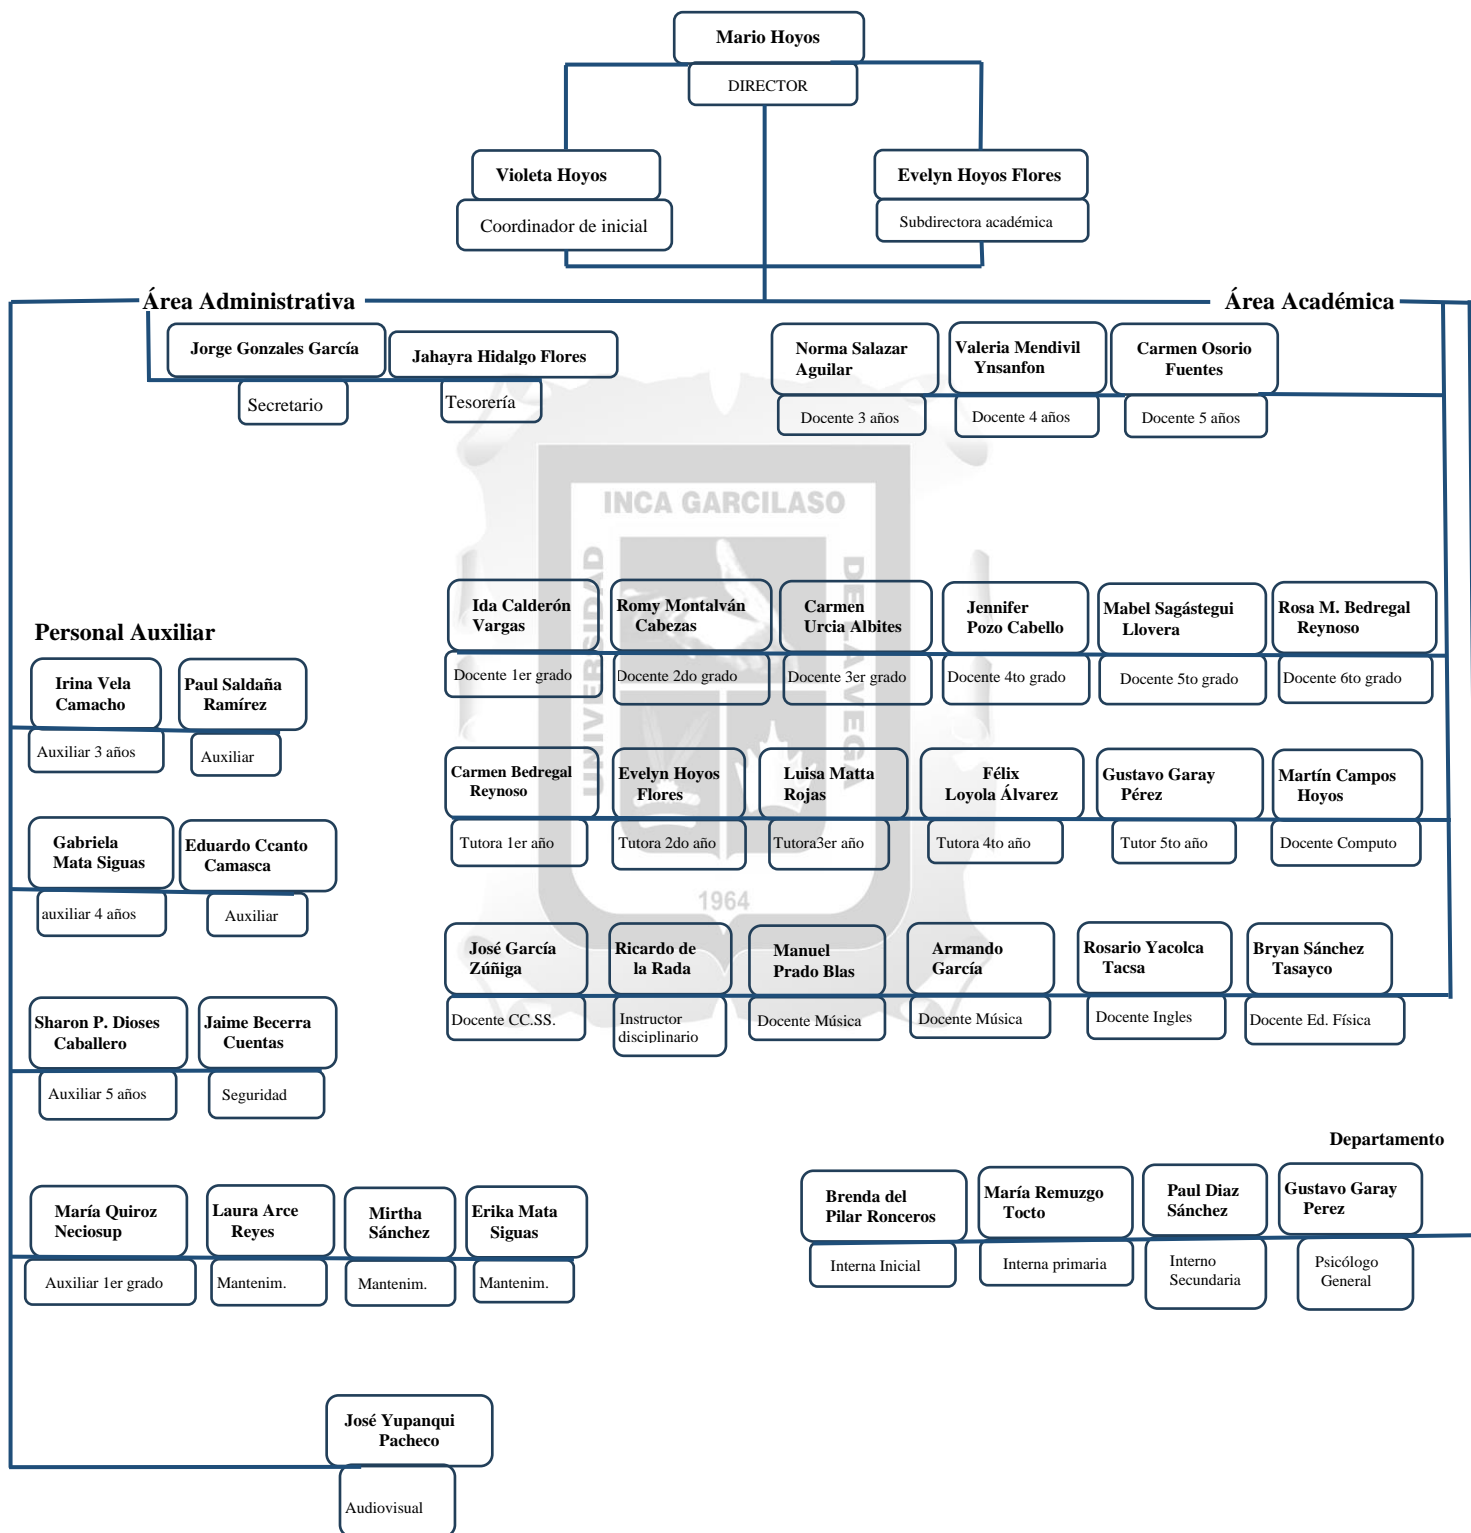 Mario Hoyos
DIRECTOR
Violeta Hoyos
Coordinador de inicial
Evelyn Hoyos Flores
Subdirectora académica
Área Administrativa
Área Académica
Jorge Gonzales García
Secretario
Jahayra Hidalgo Flores
Tesorería
Norma Salazar
Aguilar
Docente 3 años
Valeria Mendivil
Ynsanfon
Docente 4 años
Carmen Osorio
Fuentes
Docente 5 años
INCA GARCILASO
UNIVERSIDAD
DE LA VEGA
1964
Ida Calderón
Vargas
Docente 1er grado
Romy Montalván
Cabezas
Docente 2do grado
Carmen
Urcia Albites
Docente 3er grado
Jennifer
Pozo Cabello
Docente 4to grado
Mabel Sagástegui
Llovera
Docente 5to grado
Rosa M. Bedregal
Reynoso
Docente 6to grado
Personal Auxiliar
Irina Vela
Camacho
Auxiliar 3 años
Paul Saldaña
Ramírez
Auxiliar
Carmen Bedregal
Reynoso
Tutora 1er año
Evelyn Hoyos
Flores
Tutora 2do año
Luisa Matta
Rojas
Tutora3er año
Félix
Loyola Álvarez
Tutora 4to año
Gustavo Garay
Pérez
Tutor 5to año
Martín Campos
Hoyos
Docente Computo
Gabriela
Mata Siguas
auxiliar 4 años
Eduardo Ccanto
Camasca
Auxiliar
José García
Zúñiga
Docente CC.SS.
Ricardo de
la Rada
Instructor
disciplinario
Manuel
Prado Blas
Docente Música
Armando
García
Docente Música
Rosario Yacolca
Tacsa
Docente Ingles
Bryan Sánchez
Tasayco
Docente Ed. Física
Sharon P. Dioses
Caballero
Auxiliar 5 años
Jaime Becerra
Cuentas
Seguridad
Departamento
María Quiroz
Neciosup
Auxiliar 1er grado
Laura Arce
Reyes
Mantenim.
Mirtha
Sánchez
Mantenim.
Erika Mata
Siguas
Mantenim.
Brenda del
Pilar Ronceros
Interna Inicial
María Remuzgo
Tocto
Interna primaria
Paul Diaz
Sánchez
Interno
Secundaria
Gustavo Garay
Perez
Psicólogo
General
José Yupanqui
Pacheco
Audiovisual